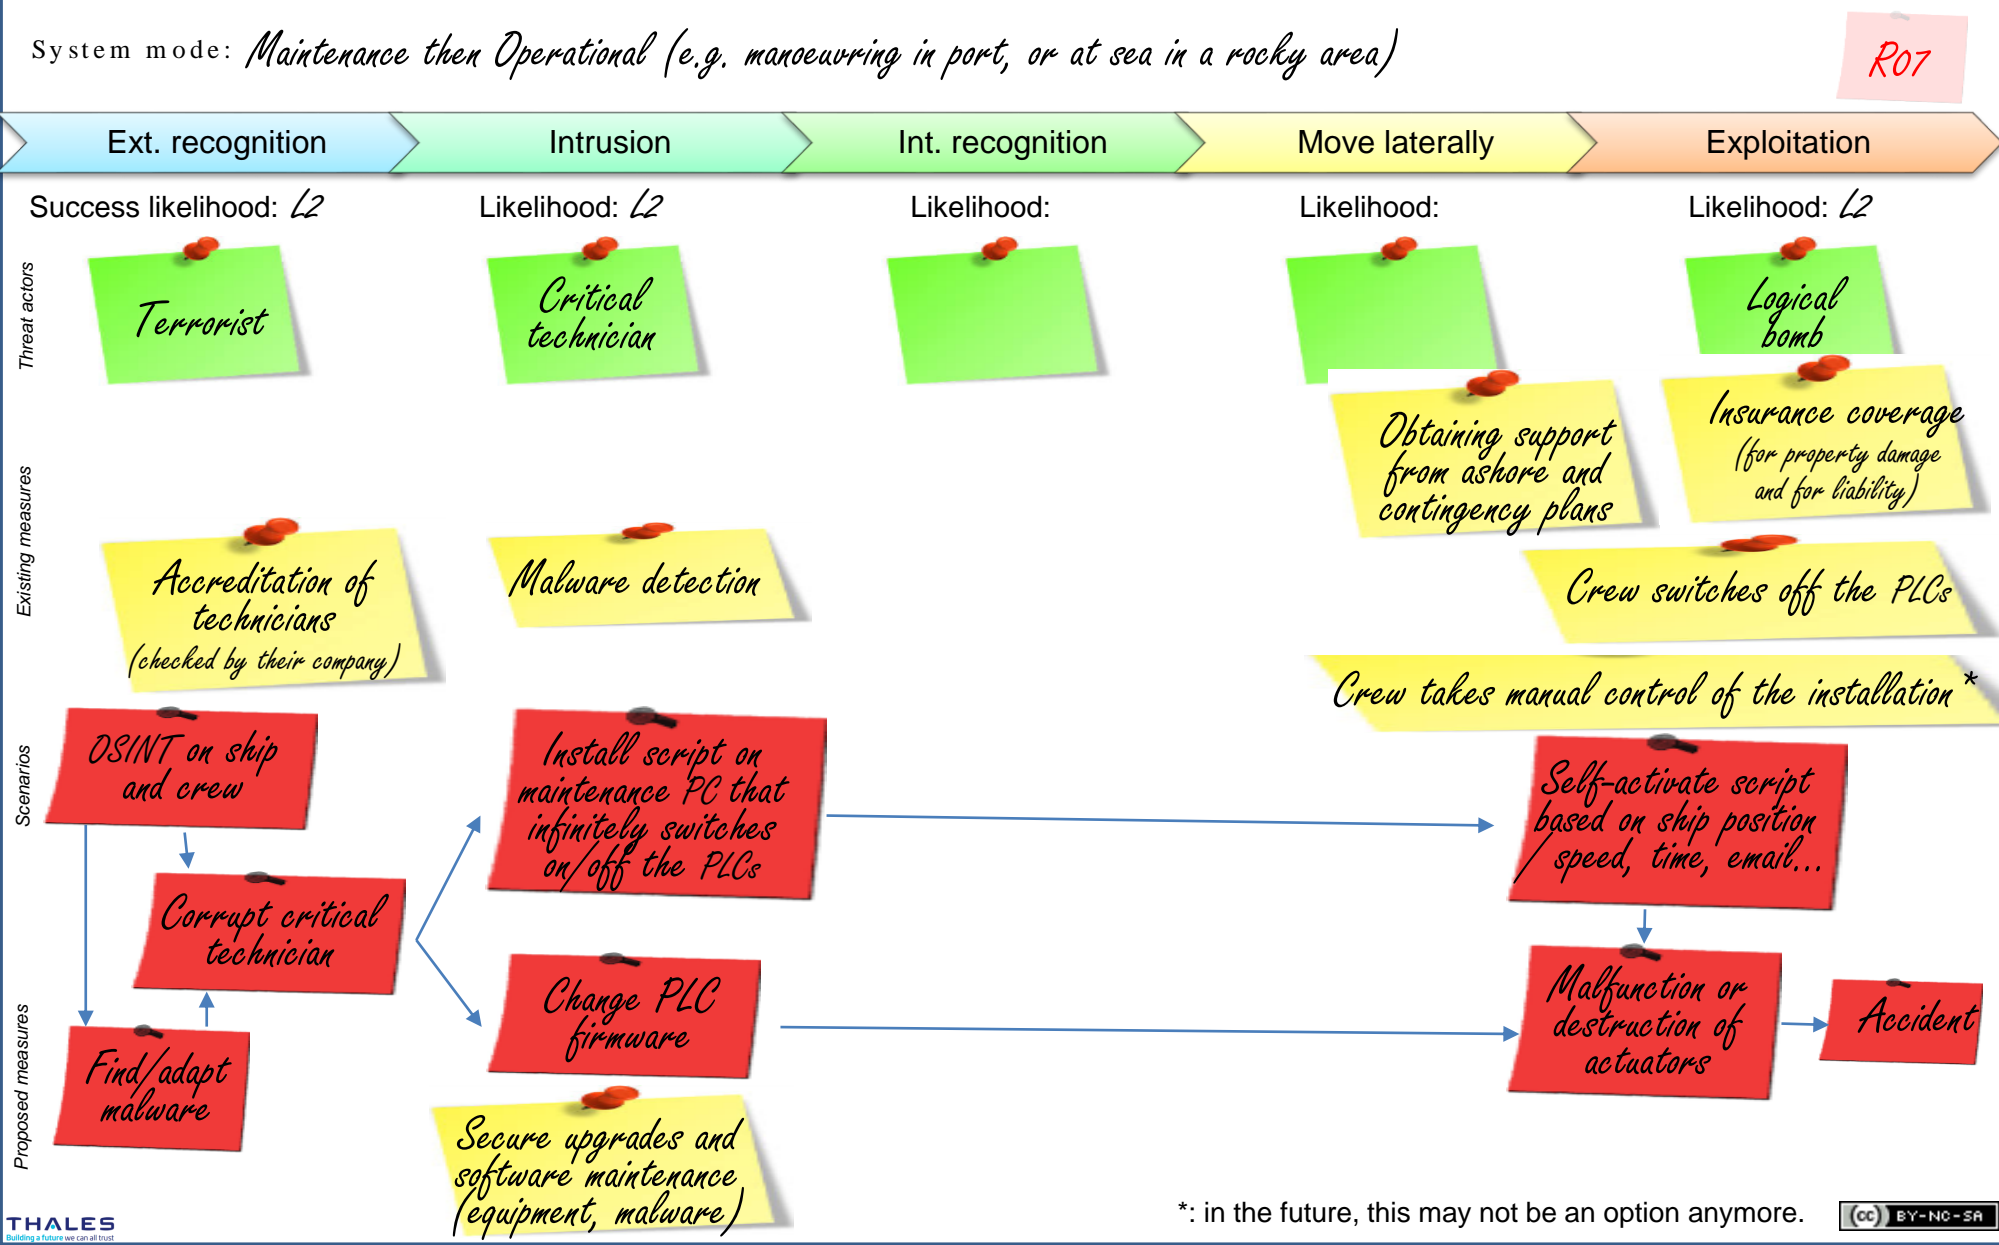 System mode: Maintenance then Operational (e.g. manoeuvring in port, or at sea in a rocky area)
R07
Ext. recognition
Intrusion
Int. recognition
Move laterally
Exploitation
Success likelihood: L2
Likelihood: L2
Likelihood:
Likelihood:
Likelihood: L2
Threat actors
Terrorist
Critical
technician
Logical
bomb
Existing measures
Accreditation of
technicians
(checked by their company)
Malware detection
Obtaining support
from ashore and
contingency plans
Insurance coverage
(for property damage
and for liability)
Crew switches off the PLCs
Crew takes manual control of the installation *
Scenarios
OSINT on ship
and crew
Corrupt critical
technician
Find/adapt
malware
Install script on
maintenance PC that
infinitely switches
on/off the PLCs
Change PLC
firmware
Self-activate script
based on ship position
/ speed, time, email...
Malfunction or
destruction of
actuators
Accident
Proposed measures
Secure upgrades and
software maintenance
(equipment, malware)
*: in the future, this may not be an option anymore.
THALES
Building a future we can all trust
(cc) BY-NC-SA